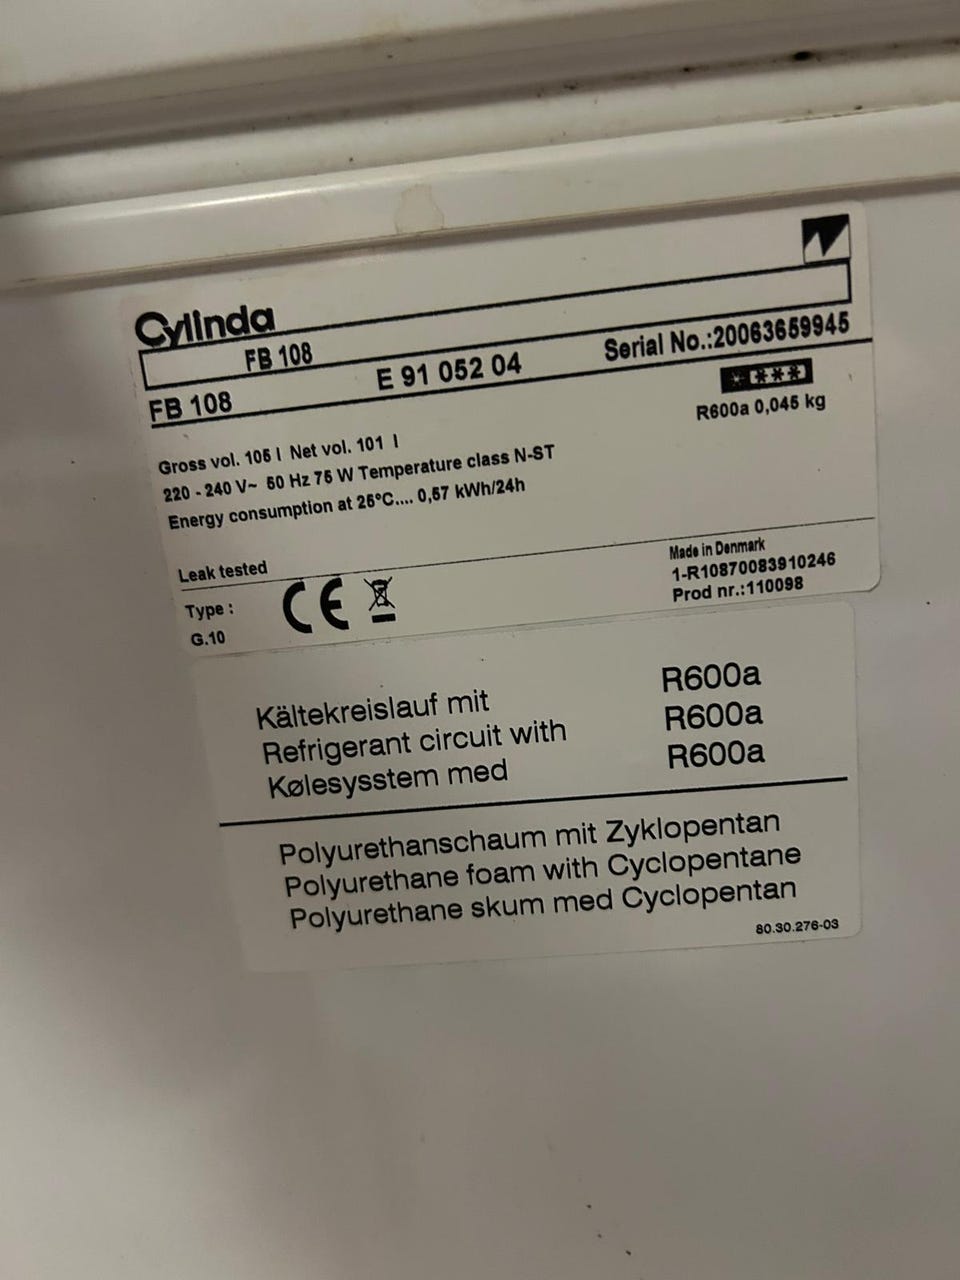 Cylinda
FB 108
FB 108 E 91 052 04 Serial No.:20063659945
R600a 0,045 kg
Gross vol. 105 l Net vol. 101 l
220 - 240 V~ 50 Hz 75 W Temperature class N-ST
Energy consumption at 25°C.... 0,57 kWh/24h
Leak tested
Made in Denmark
1-R10870083910246
Prod nr.:110098
Type :
G.10
CE
Kältekreislauf mit R600a
Refrigerant circuit with R600a
Kølesysstem med R600a
Polyurethanschaum mit Zyklopentan
Polyurethane foam with Cyclopentane
Polyurethane skum med Cyclopentan
80.30.276-03